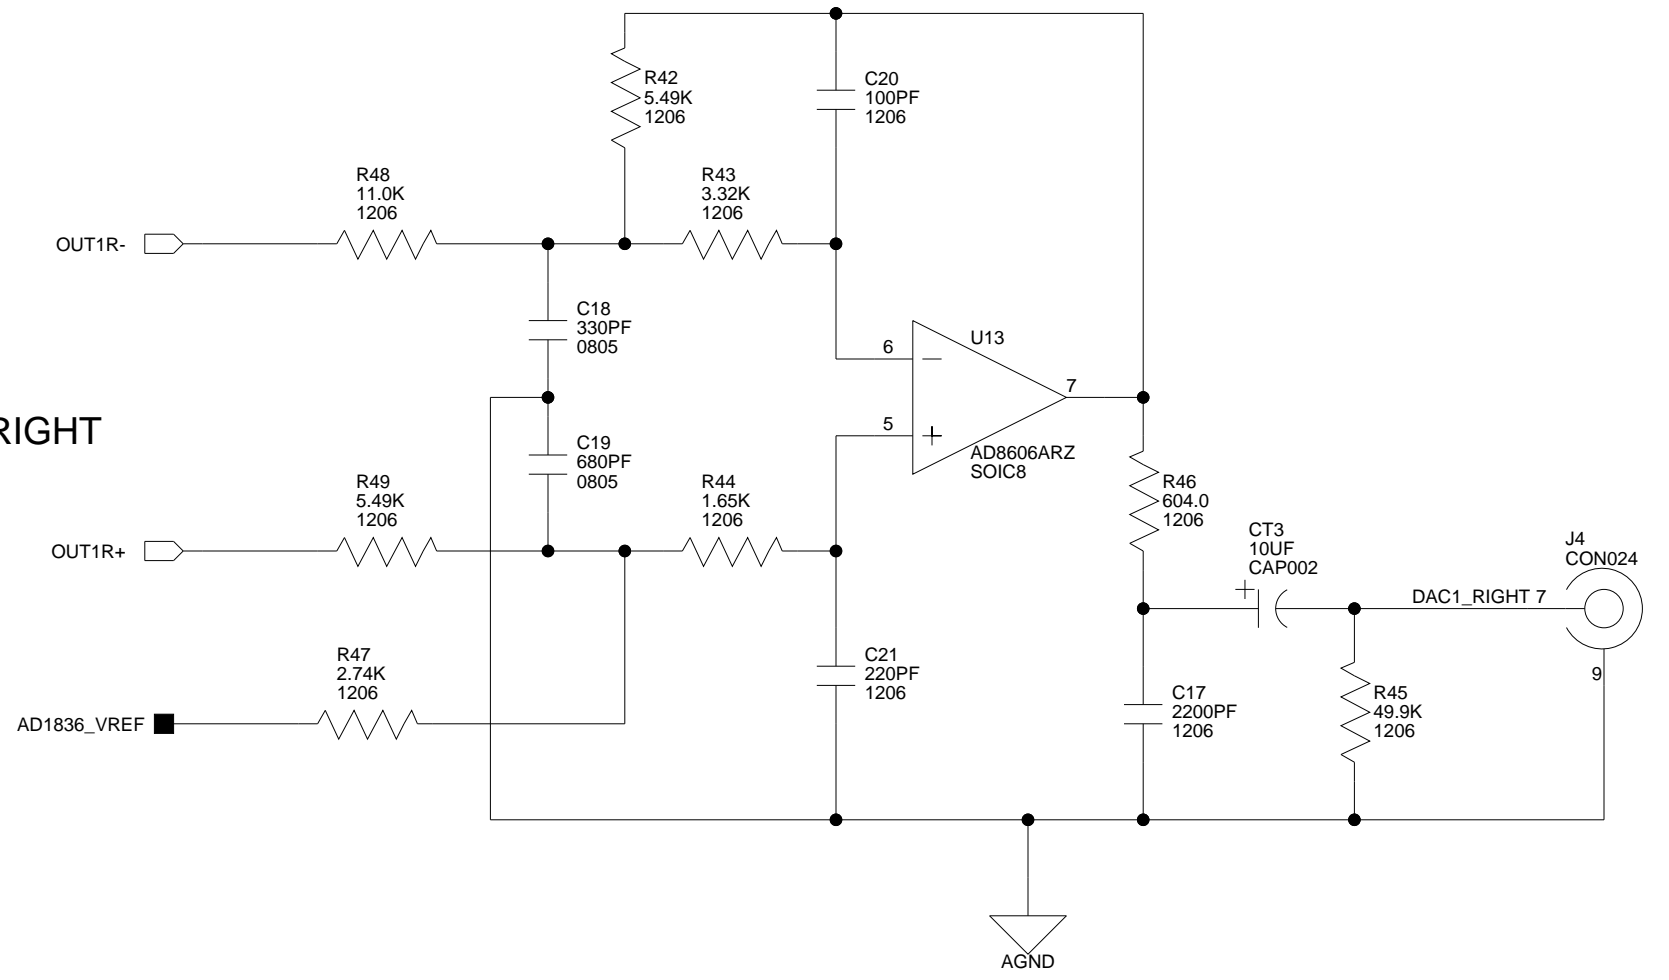 R42
5.49K
1206
C20
100PF
1206
R48
11.0K
1206
R43
3.32K
1206
OUT1R-
C18
330PF
0805
U13
6
7
5
AD8606ARZ
SOIC8
RIGHT
C19
680PF
0805
R49
5.49K
1206
R44
1.65K
1206
R46
604.0
1206
OUT1R+
CT3
10UF
CAP002
J4
CON024
DAC1_RIGHT 7
R47
2.74K
1206
C21
220PF
1206
9
C17
2200PF
1206
R45
49.9K
1206
AD1836_VREF
AGND